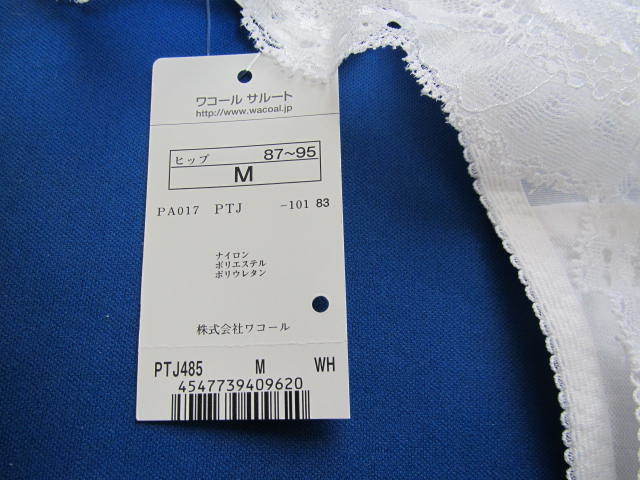 ワコール サルート
http://www.wacoal.jp
ヒップ 87~95
M
PA017 PTJ -101 83
ナイロン
ポリエステル
ポリウレタン
株式会社ワコール
PTJ485 M WH
4547739409620